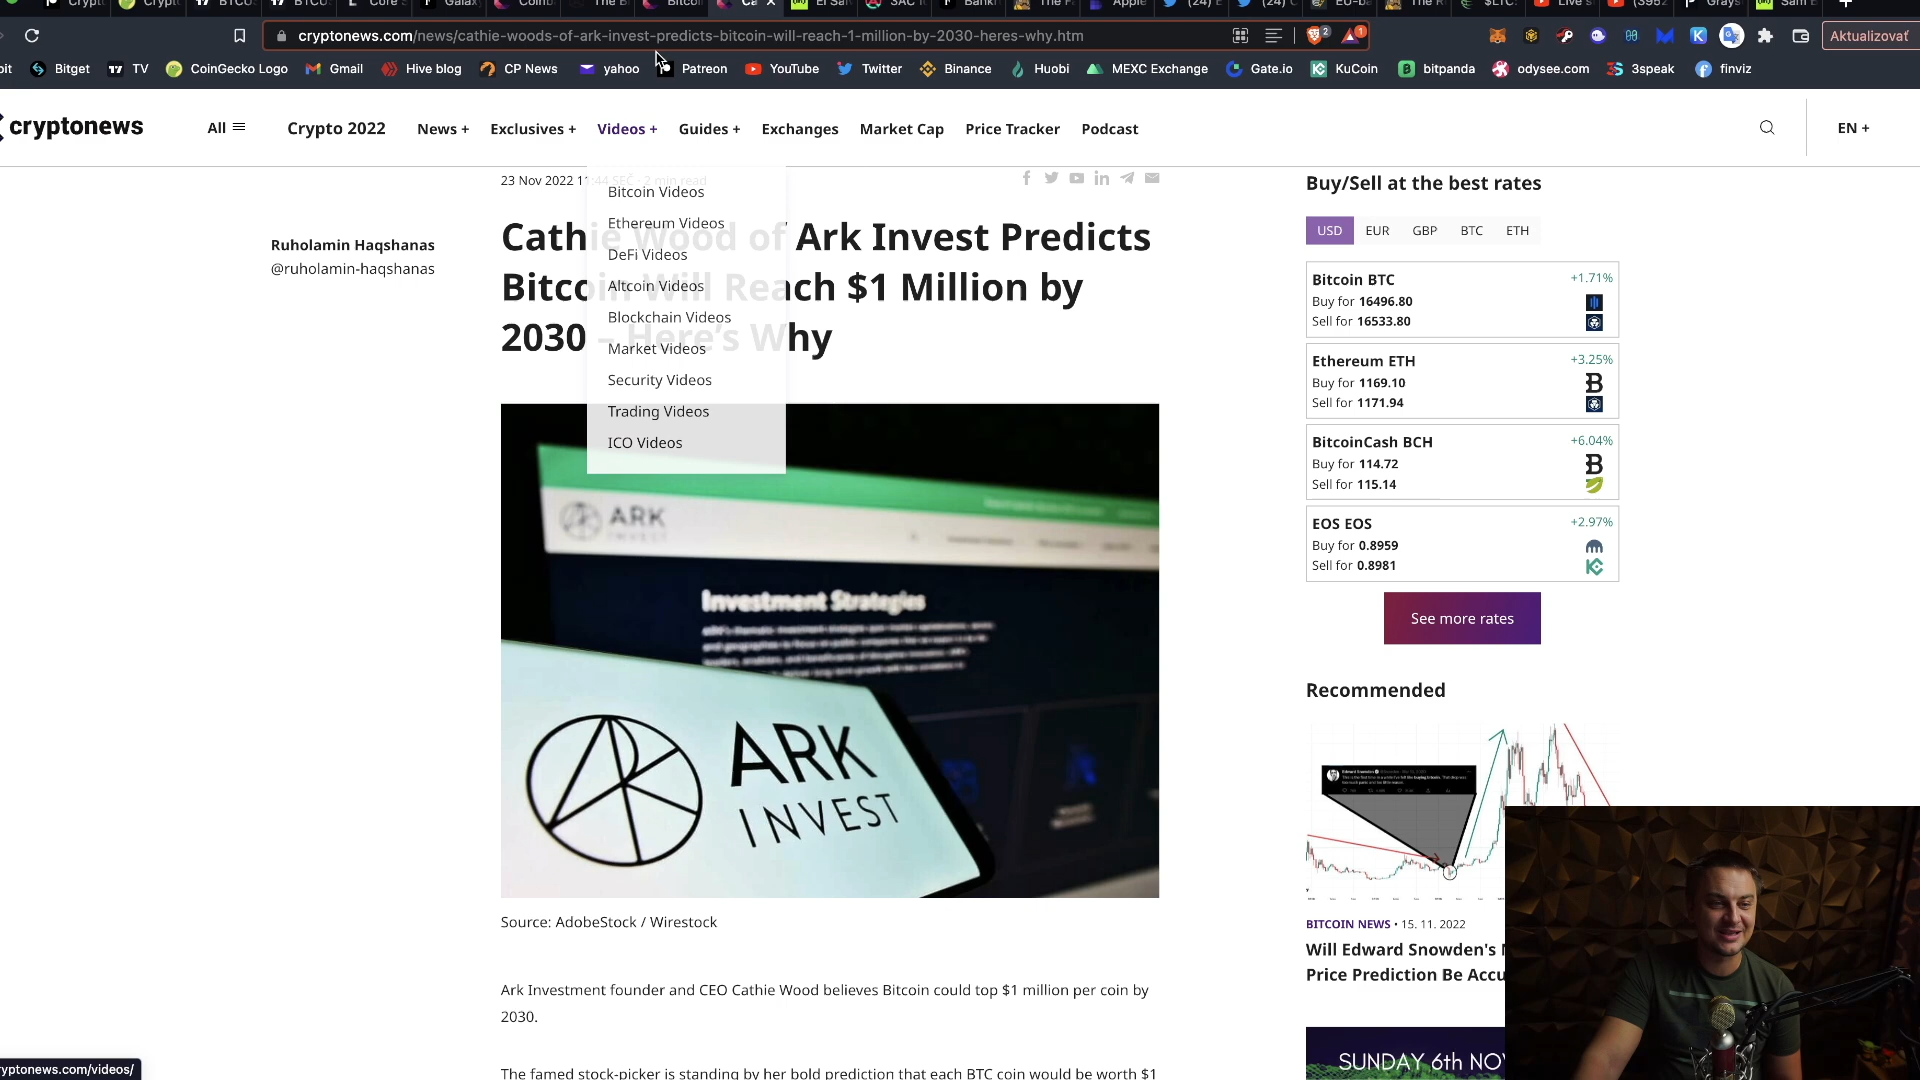 cryptonews.com/news/cathie-woods-of-ark-invest-predicts-bitcoin-will-reach-1-million-by-2030-heres-why.htm
2
1
Aktualizovať
Bitget
TV
CoinGecko Logo
Gmail
Hive blog
CP News
yahoo
Patreon
YouTube
Twitter
Binance
Huobi
MEXC Exchange
Gate.io
KuCoin
bitpanda
odysee.com
3speak
finviz
cryptonews
All
Crypto 2022
News +
Exclusives +
Videos +
Guides +
Exchanges
Market Cap
Price Tracker
Podcast
EN +
Bitcoin Videos
Ethereum Videos
DeFi Videos
Altcoin Videos
Blockchain Videos
Market Videos
Security Videos
Trading Videos
ICO Videos
Ruholamin Haqshanas
@ruholamin-haqshanas
23 Nov 2022 11:44 SEČ · 2 min read
Cathie Wood of Ark Invest Predicts
Bitcoin Will Reach $1 Million by
2030 – Here's Why
ARK
INVEST
Investment Strategies
ARK
INVEST
Source: AdobeStock / Wirestock
Ark Investment founder and CEO Cathie Wood believes Bitcoin could top $1 million per coin by
2030.
The famed stock-picker is standing by her bold prediction that each BTC coin would be worth $1
Buy/Sell at the best rates
USD EUR GBP BTC ETH
Bitcoin BTC +1.71%
Buy for 16496.80
Sell for 16533.80
Ethereum ETH +3.25%
Buy for 1169.10
Sell for 1171.94
BitcoinCash BCH +6.04%
Buy for 114.72
Sell for 115.14
EOS EOS +2.97%
Buy for 0.8959
Sell for 0.8981
See more rates
Recommended
BITCOIN NEWS • 15. 11. 2022
Will Edward Snowden's
Price Prediction Be
SUNDAY 6th
ryptonews.com/videos/